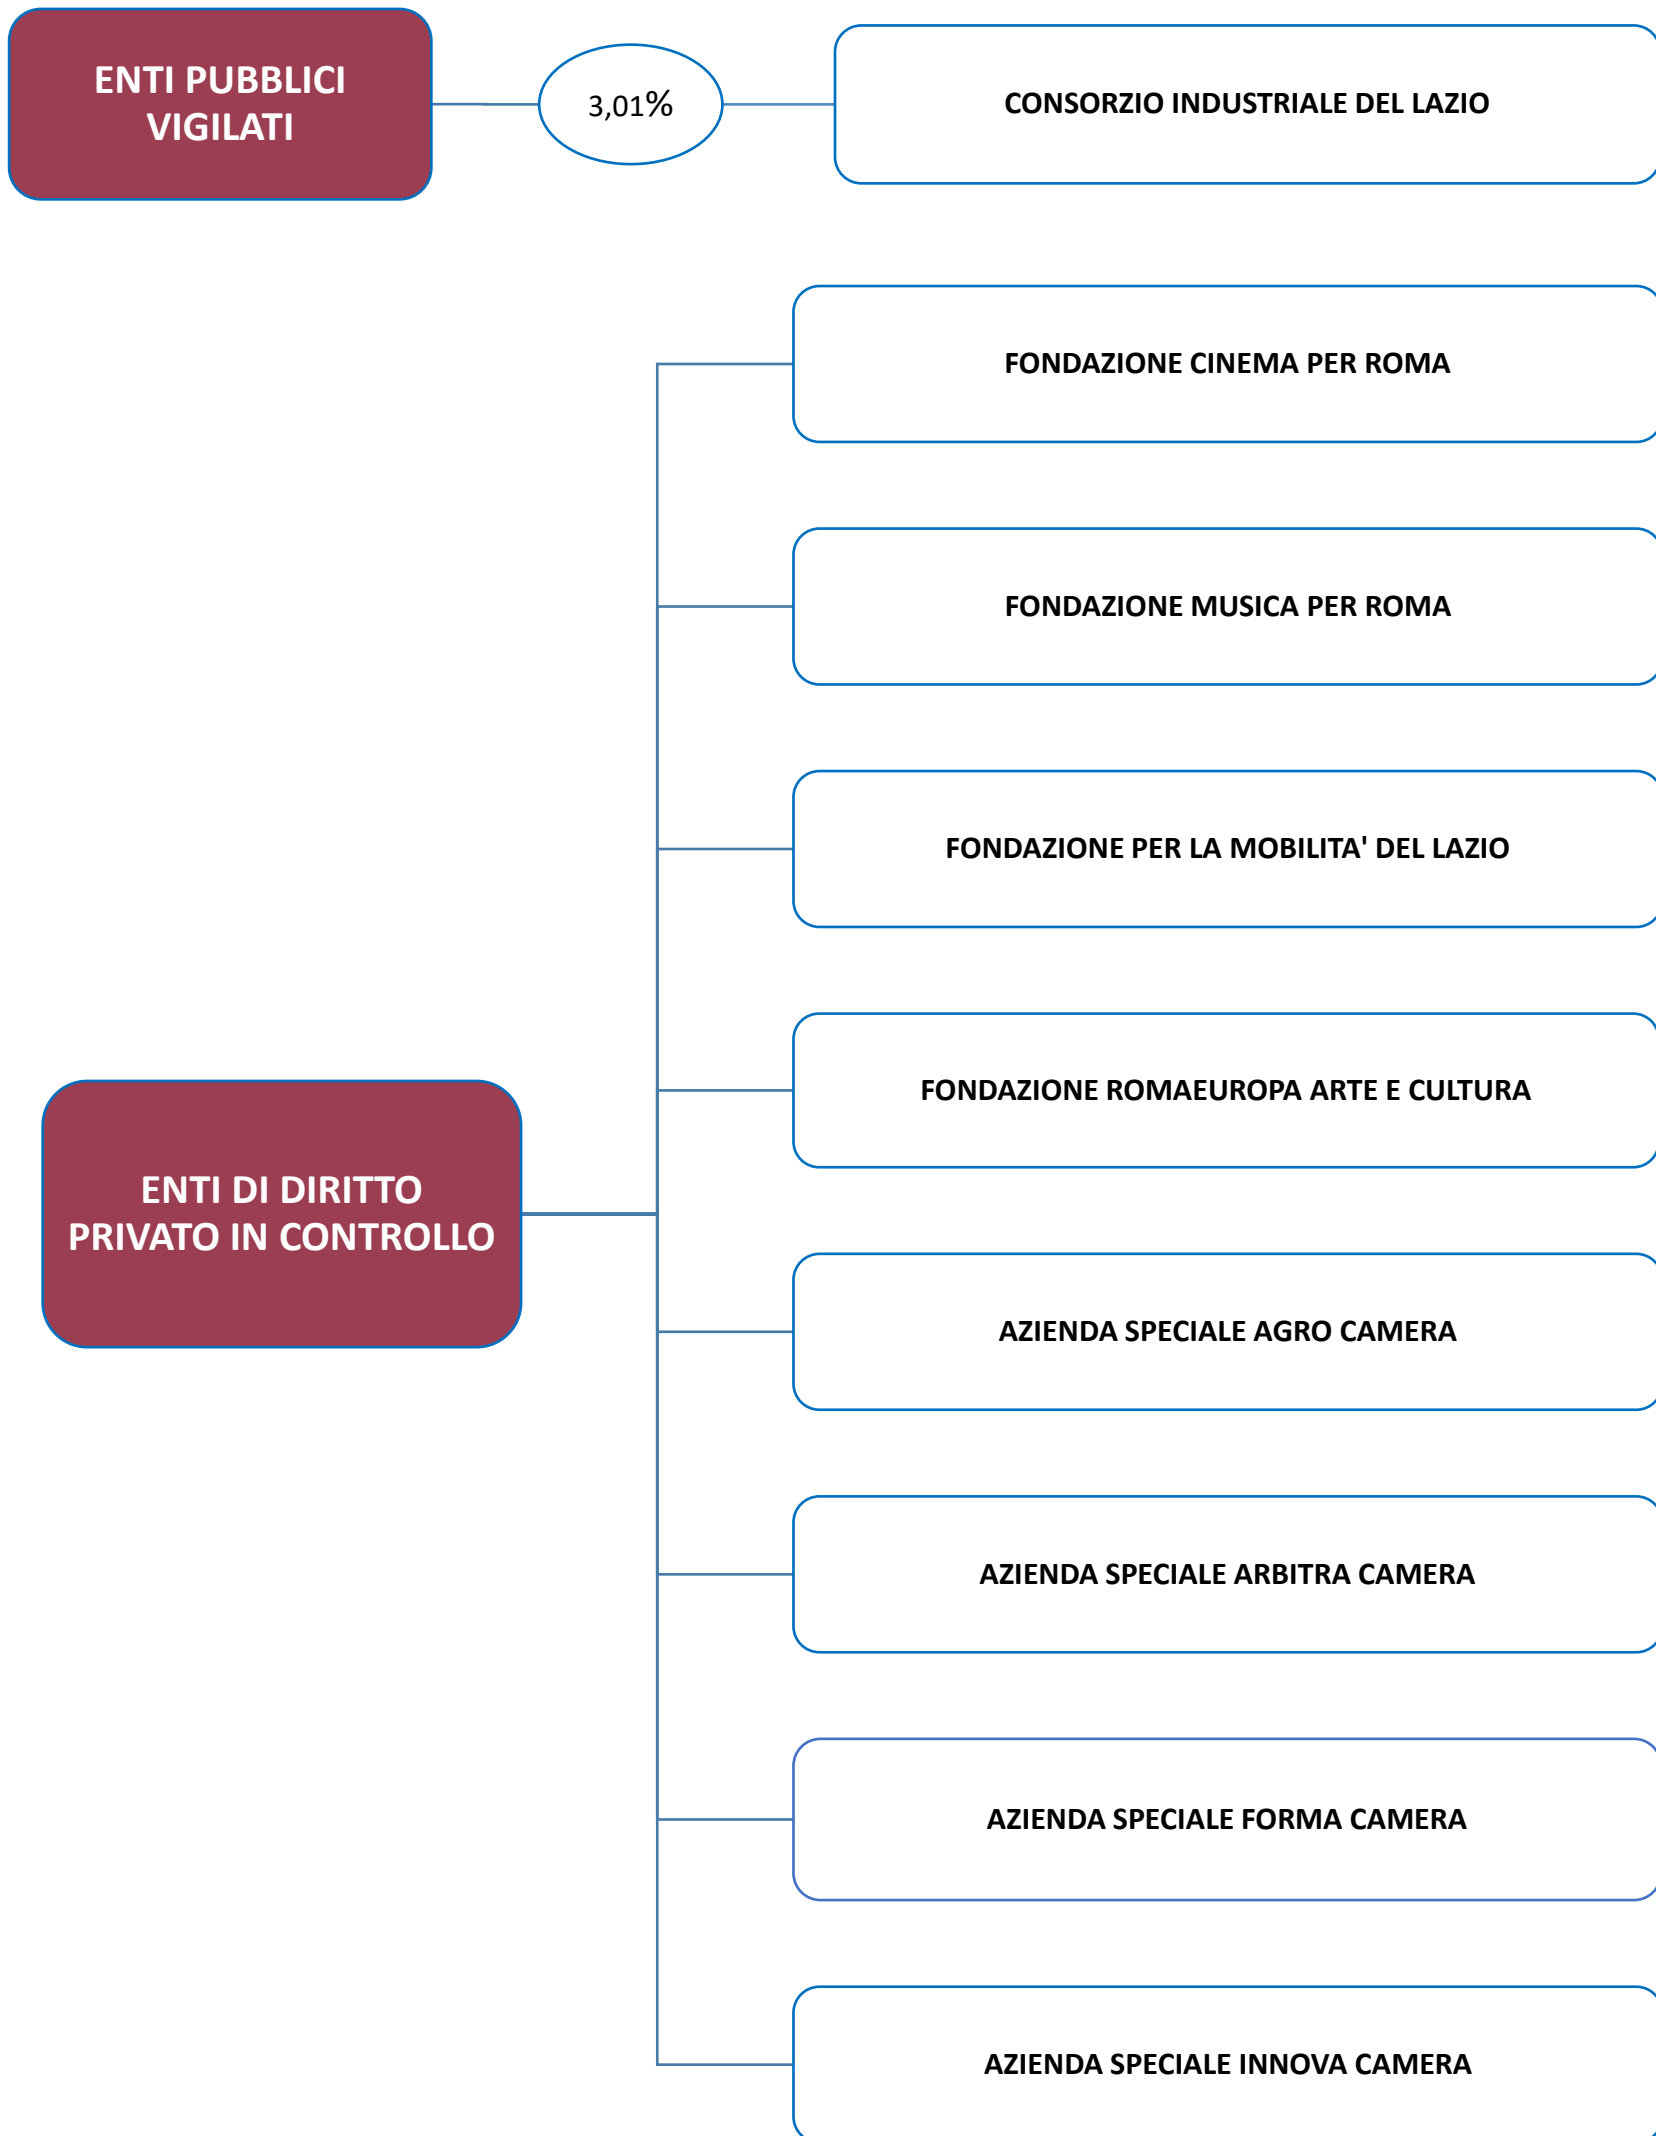 ENTI PUBBLICI
VIGILATI
3,01%
CONSORZIO INDUSTRIALE DEL LAZIO
FONDAZIONE CINEMA PER ROMA
FONDAZIONE MUSICA PER ROMA
FONDAZIONE PER LA MOBILITA' DEL LAZIO
FONDAZIONE ROMAEUROPA ARTE E CULTURA
ENTI DI DIRITTO
PRIVATO IN CONTROLLO
AZIENDA SPECIALE AGRO CAMERA
AZIENDA SPECIALE ARBITRA CAMERA
AZIENDA SPECIALE FORMA CAMERA
AZIENDA SPECIALE INNOVA CAMERA